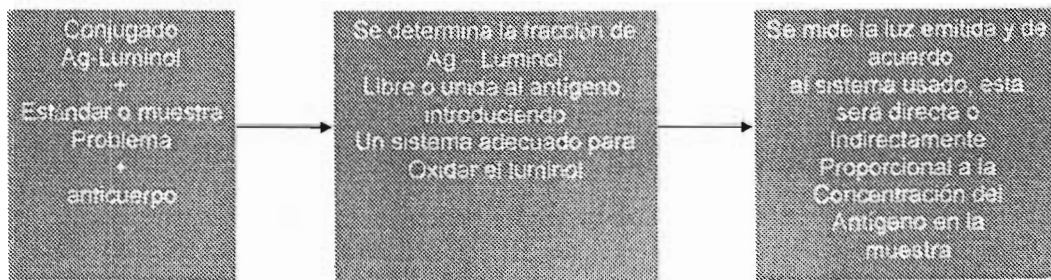 Conjugado
Ag-Luminol
+
Estándar o muestra
Problema
+
anticuerpo
Se determina la fracción de
Ag – Luminol
Libre o unida al antígeno
introduciendo
Un sistema adecuado para
Oxidar el luminol
Se mide la luz emitida y de
acuerdo
al sistema usado, esta
será directa o
Indirectamente
Proporcional a la
Concentración del
Antígeno en la
muestra